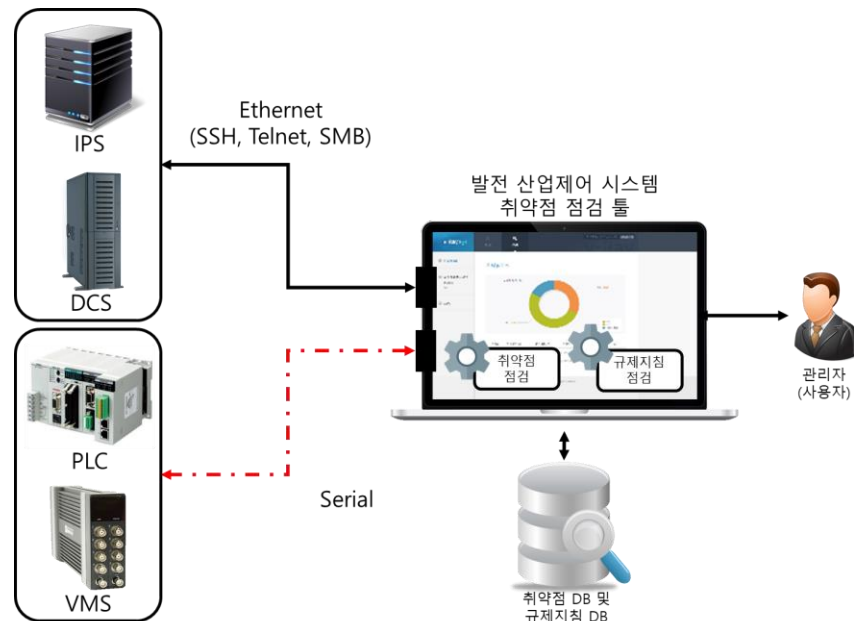 IPS
DCS
Ethernet
(SSH, Telnet, SMB)
발전 산업제어 시스템
취약점 점검 툴
취약점
점검
규제지침
점검
관리자
(사용자)
PLC
VMS
Serial
취약점 DB 및
규제지침 DB